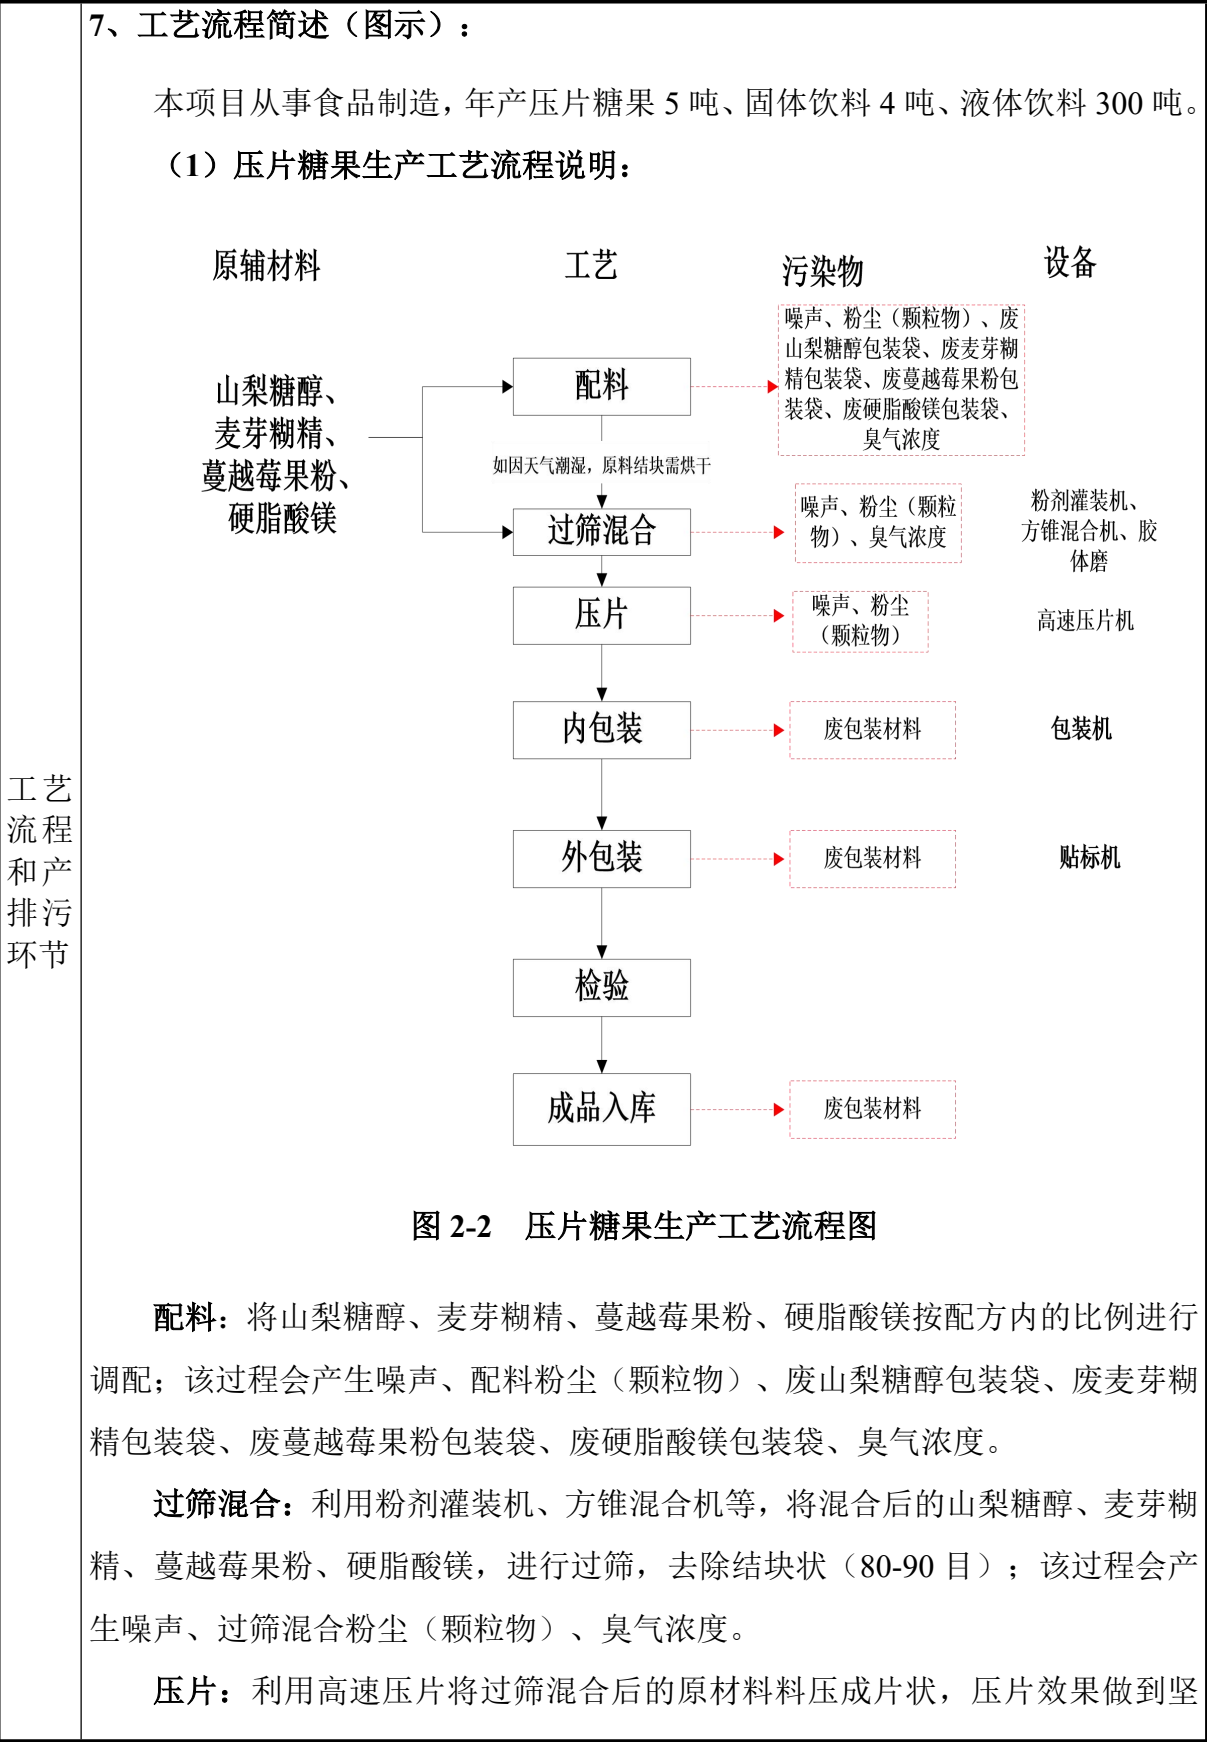 7、工艺流程简述（图示）：
本项目从事食品制造，年产压片糖果 5 吨、固体饮料 4 吨、液体饮料 300 吨。
（1）压片糖果生产工艺流程说明：
原辅材料
工艺
污染物
设备
山梨糖醇、
麦芽糊精、
蔓越莓果粉、
硬脂酸镁
配料
噪声、粉尘（颗粒物）、废
山梨糖醇包装袋、废麦芽糊
精包装袋、废蔓越莓果粉包
装袋、废硬脂酸镁包装袋、
臭气浓度
如因天气潮湿，原料结块需烘干
过筛混合
噪声、粉尘（颗粒
物）、臭气浓度
粉剂灌装机、
方锥混合机、胶
体磨
压片
噪声、粉尘
（颗粒物）
高速压片机
内包装
废包装材料
包装机
外包装
废包装材料
贴标机
检验
成品入库
废包装材料
工艺
流程
和产
排污
环节
图 2-2 压片糖果生产工艺流程图
配料：将山梨糖醇、麦芽糊精、蔓越莓果粉、硬脂酸镁按配方内的比例进行
调配；该过程会产生噪声、配料粉尘（颗粒物）、废山梨糖醇包装袋、废麦芽糊
精包装袋、废蔓越莓果粉包装袋、废硬脂酸镁包装袋、臭气浓度。
过筛混合：利用粉剂灌装机、方锥混合机等，将混合后的山梨糖醇、麦芽糊
精、蔓越莓果粉、硬脂酸镁，进行过筛，去除结块状（80-90 目）；该过程会产
生噪声、过筛混合粉尘（颗粒物）、臭气浓度。
压片：利用高速压片将过筛混合后的原材料料压成片状，压片效果做到坚